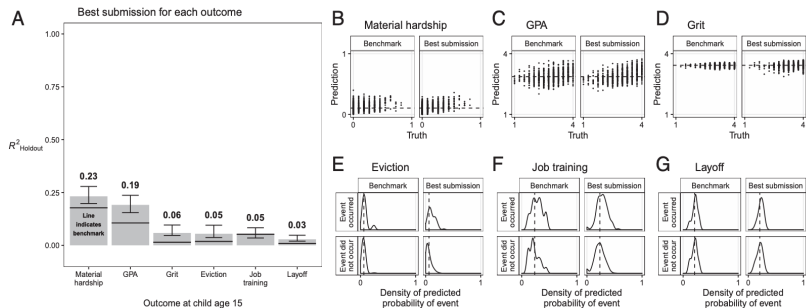 A
Best submission for each outcome
1.00
0.75
R²Holdout
0.50
0.25
0.00
0.23
0.19
0.06
0.05
0.05
0.03
Line
indicates
benchmark
Material
hardship
GPA
Grit
Eviction
Job
training
Layoff
Outcome at child age 15
B
Material hardship
Benchmark
Best submission
Prediction
1
0
0
1
0
1
Truth
C
GPA
Benchmark
Best submission
Prediction
4
1
1
4
1
4
Truth
D
Grit
Benchmark
Best submission
Prediction
4
1
1
4
1
4
Truth
E
Eviction
Benchmark
Best submission
Event
occurred
Event did
not occur
0
1
0
1
Density of predicted
probability of event
F
Job training
Benchmark
Best submission
Event
occurred
Event did
not occur
0
1
0
1
Density of predicted
probability of event
G
Layoff
Benchmark
Best submission
Event
occurred
Event did
not occur
0
1
0
1
Density of predicted
probability of event